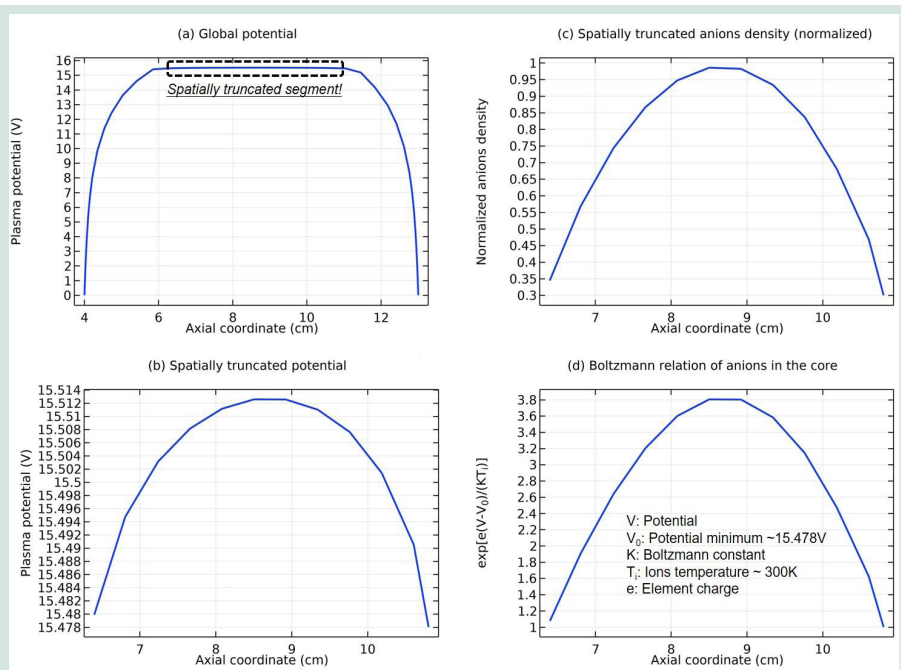 (a) Global potential
16
15
14
13
12
11
10
9
8
7
6
5
4
3
2
1
0
Plasma potential (V)
Spatially truncated segment!
4 6 8 10 12
Axial coordinate (cm)
(c) Spatially truncated anions density (normalized)
0.95
0.9
0.85
0.8
0.75
0.7
0.65
0.6
0.55
0.5
0.45
0.4
0.35
0.3
Normalized anions density
7 8 9 10
Axial coordinate (cm)
(b) Spatially truncated potential
15.514
15.512
15.51
15.508
15.506
15.504
15.502
15.5
15.498
15.496
15.494
15.492
15.49
15.488
15.486
15.484
15.482
15.48
15.478
Plasma potential (V)
7 8 9 10
Axial coordinate (cm)
(d) Boltzmann relation of anions in the core
3.8
3.6
3.4
3.2
3
2.8
2.6
2.4
2.2
2
1.8
1.6
1.4
1.2
1
exp[e(V-V₀)/(KTᵢ)]
V: Potential
V₀: Potential minimum ~15.478V
K: Boltzmann constant
Tᵢ: Ions temperature ~ 300K
e: Element charge
7 8 9 10
Axial coordinate (cm)